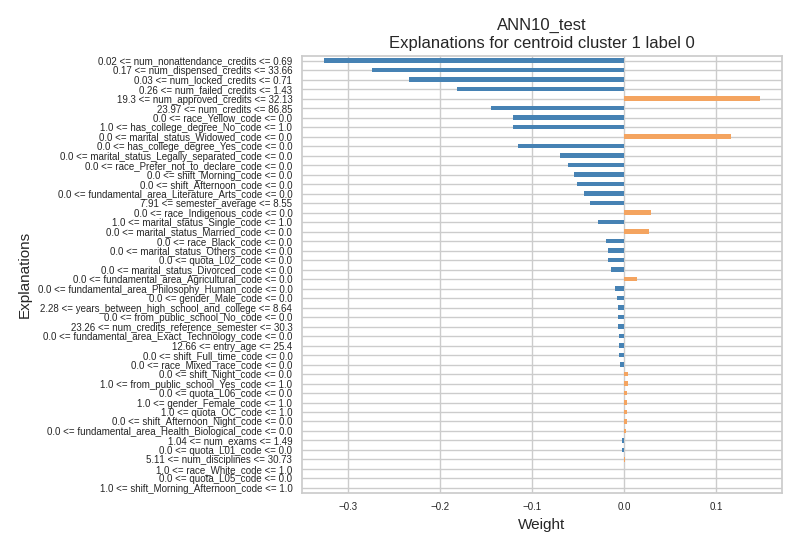 ANN10_test
Explanations for centroid cluster 1 label 0
0.02 <= num_nonattendance_credits <= 0.69
0.17 <= num_dispensed_credits <= 33.66
0.03 <= num_locked_credits <= 0.71
0.26 <= num_failed_credits <= 1.43
19.3 <= num_approved_credits <= 32.13
23.97 <= num_credits <= 86.85
0.0 <= race_Yellow_code <= 0.0
1.0 <= has_college_degree_No_code <= 1.0
0.0 <= marital_status_Widowed_code <= 0.0
0.0 <= has_college_degree_Yes_code <= 0.0
0.0 <= marital_status_Legally_separated_code <= 0.0
0.0 <= race_Prefer_not_to_declare_code <= 0.0
0.0 <= shift_Morning_code <= 0.0
0.0 <= shift_Afternoon_code <= 0.0
0.0 <= fundamental_area_Literature_Arts_code <= 0.0
7.91 <= semester_average <= 8.55
0.0 <= race_Indigenous_code <= 0.0
1.0 <= marital_status_Single_code <= 1.0
0.0 <= marital_status_Married_code <= 0.0
0.0 <= race_Black_code <= 0.0
0.0 <= marital_status_Others_code <= 0.0
0.0 <= quota_L02_code <= 0.0
0.0 <= marital_status_Divorced_code <= 0.0
0.0 <= fundamental_area_Agricultural_code <= 0.0
0.0 <= fundamental_area_Philosophy_Human_code <= 0.0
0.0 <= gender_Male_code <= 0.0
2.28 <= years_between_high_school_and_college <= 8.64
0.0 <= from_public_school_No_code <= 0.0
23.26 <= num_credits_reference_semester <= 30.3
0.0 <= fundamental_area_Exact_Technology_code <= 0.0
12.66 <= entry_age <= 25.4
0.0 <= shift_Full_time_code <= 0.0
0.0 <= race_Mixed_race_code <= 0.0
0.0 <= shift_Night_code <= 0.0
1.0 <= from_public_school_Yes_code <= 1.0
0.0 <= quota_L06_code <= 0.0
1.0 <= gender_Female_code <= 1.0
1.0 <= quota_OC_code <= 1.0
0.0 <= shift_Afternoon_Night_code <= 0.0
0.0 <= fundamental_area_Health_Biological_code <= 0.0
1.04 <= num_exams <= 1.49
0.0 <= quota_L01_code <= 0.0
5.11 <= num_disciplines <= 30.73
1.0 <= race_White_code <= 1.0
0.0 <= quota_L05_code <= 0.0
1.0 <= shift_Morning_Afternoon_code <= 1.0
Explanations
−0.3 −0.2 −0.1 0.0 0.1
Weight